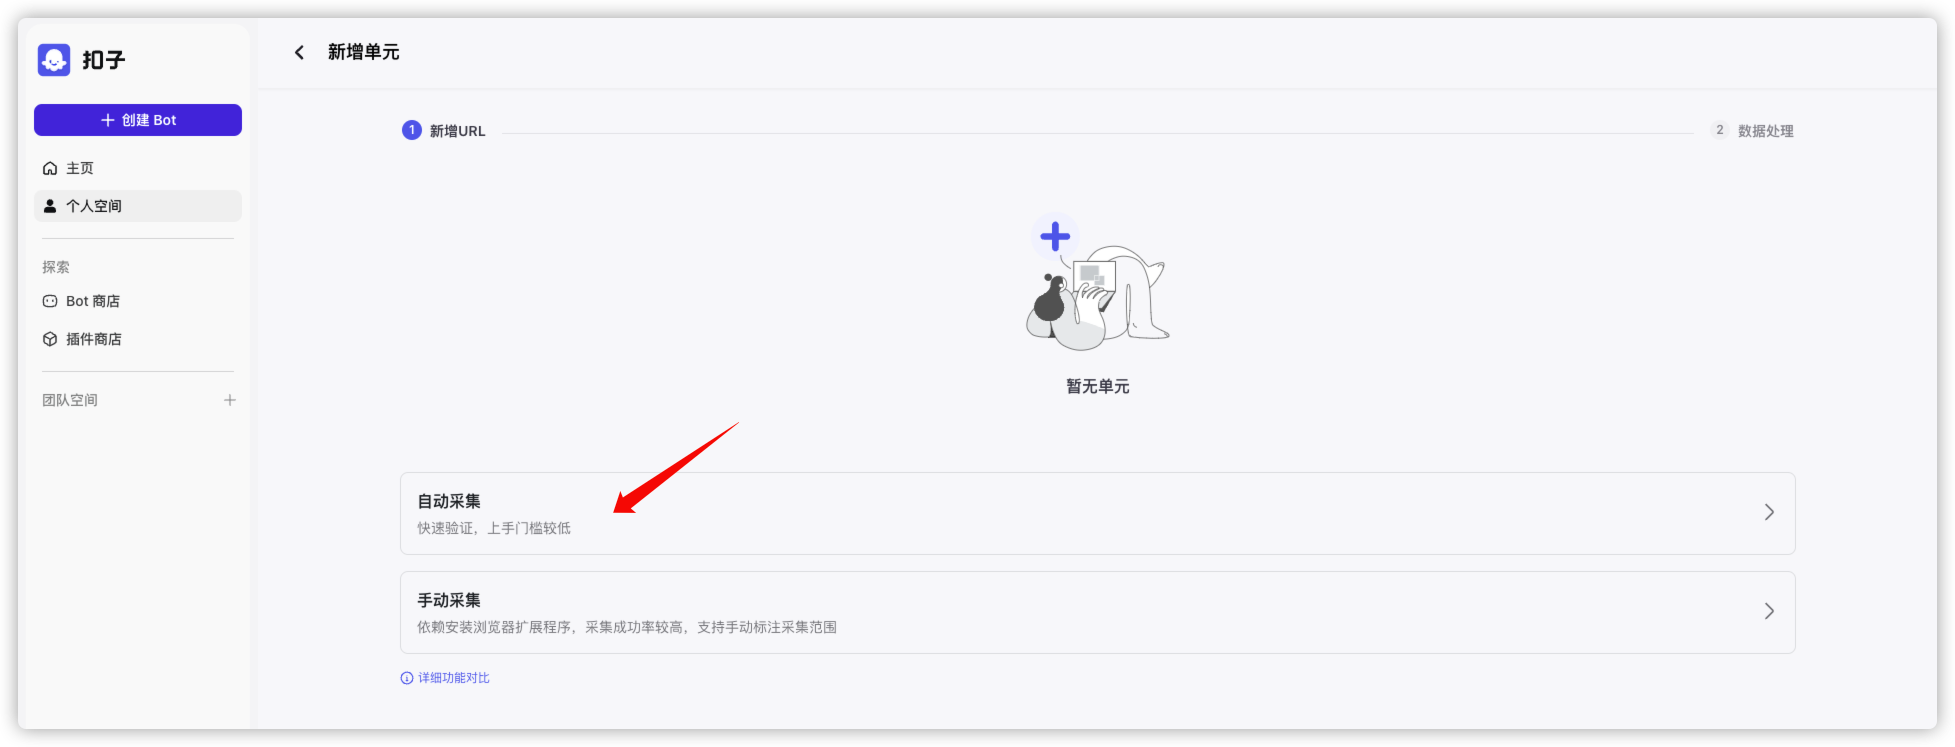 扣子
创建 Bot
主页
个人空间
探索
Bot 商店
插件商店
团队空间
新增单元
1 新增URL
2 数据处理
暂无单元
自动采集
快速验证，上手门槛较低
手动采集
依赖安装浏览器扩展程序，采集成功率较高，支持手动标注采集范围
详细功能对比